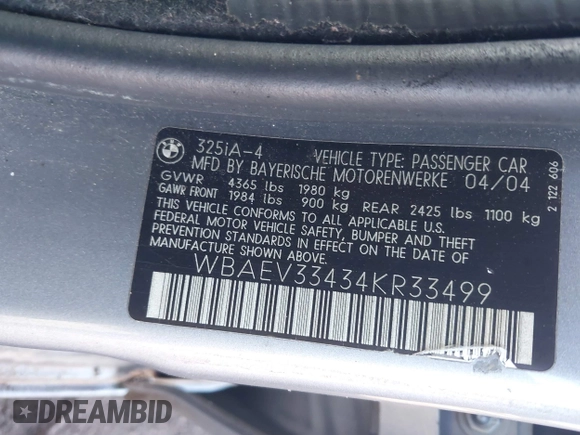 BMW
325iA-4 VEHICLE TYPE: PASSENGER CAR
MFD BY BAYERISCHE MOTORENWERKE 04/04
GVWR 4365 lbs 1980 kg
GAWR FRONT 1984 lbs 900 kg REAR 2425 lbs 1100 kg
THIS VEHICLE CONFORMS TO ALL APPLICABLE U.S.
FEDERAL MOTOR VEHICLE SAFETY, BUMPER AND THEFT
PREVENTION STANDARDS IN EFFECT ON THE DATE OF
MANUFACTURE SHOWN ABOVE.
WBAEV33434KR33499
2 122 606
DREAMBID